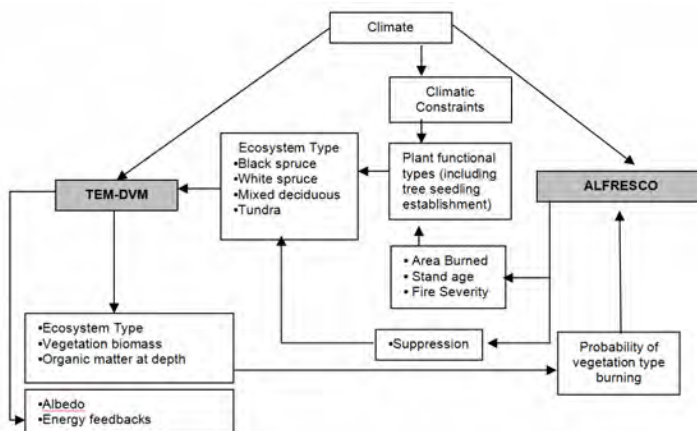 Climate
Climatic
Constraints
Ecosystem Type
•Black spruce
•White spruce
•Mixed deciduous
•Tundra
Plant functional
types (including
tree seedling
establishment)
TEM-DVM
ALFRESCO
• Area Burned
• Stand age
• Fire Severity
•Ecosystem Type
•Vegetation biomass
•Organic matter at depth
•Suppression
Probability of
vegetation type
burning
•Albedo
•Energy feedbacks